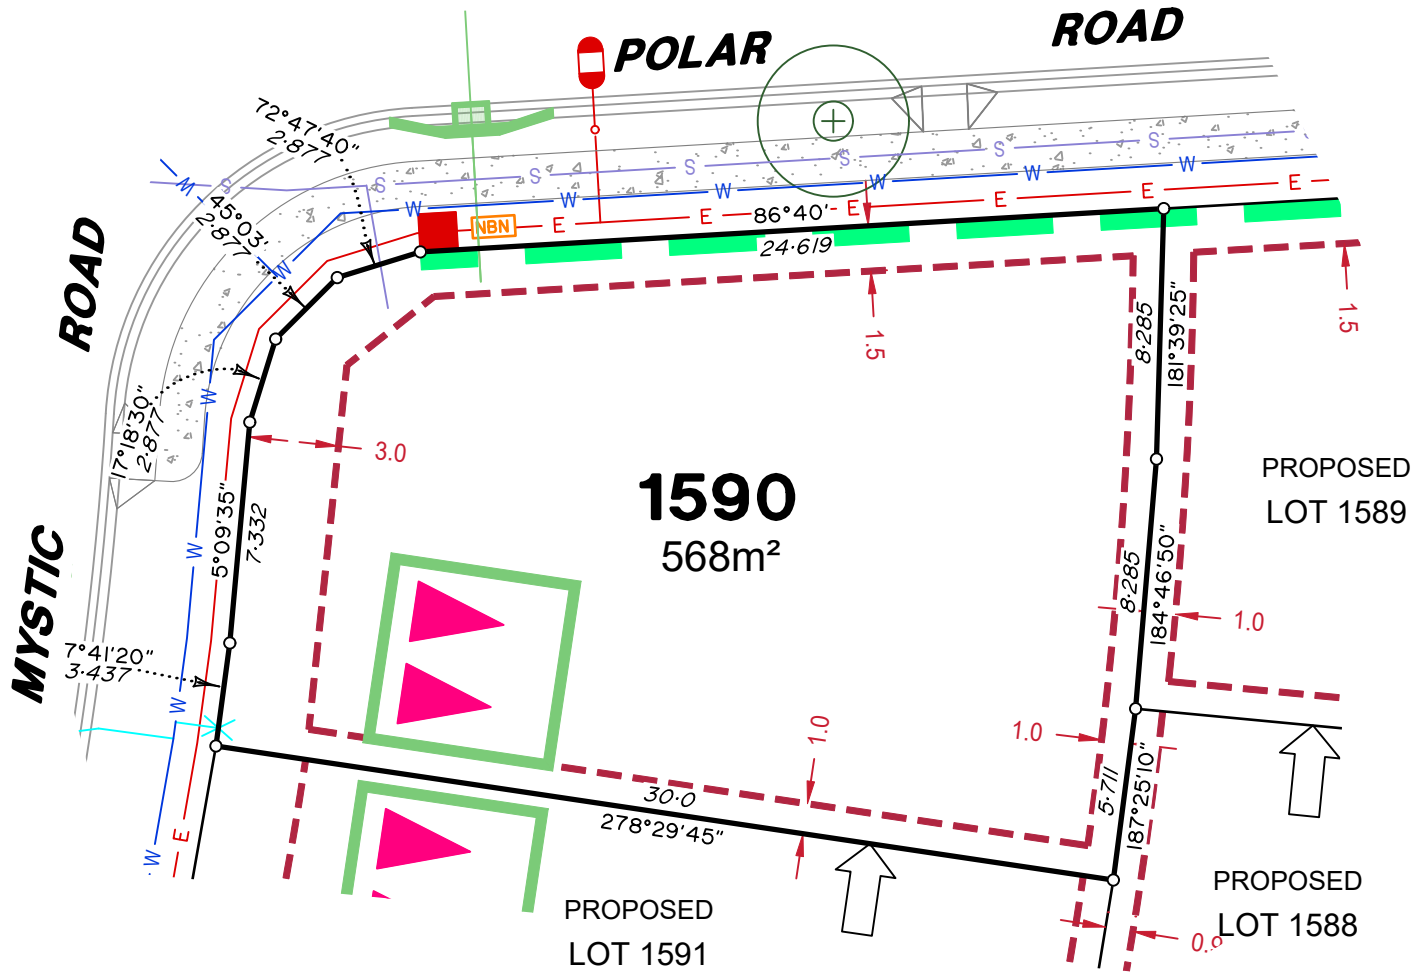 POLAR ROAD
72°47'40"
2·877
S S S S S S S
W W W W W W W W W W W W
45°03'
2·877
NBN
E E E E E E E
86°40'
24·619
ROAD
MYSTIC
17°18'30"
2·877
3.0
1.5
1.5
8·285
181°39'25"
1590
568m²
PROPOSED
LOT 1589
5°09'35"
7·332
8·285
184°46'50"
1.0
7°41'20"
3·437
1.0
1.0
30·0
278°29'45"
5·711
187°25'10"
PROPOSED
LOT 1588
0.9
PROPOSED
LOT 1591